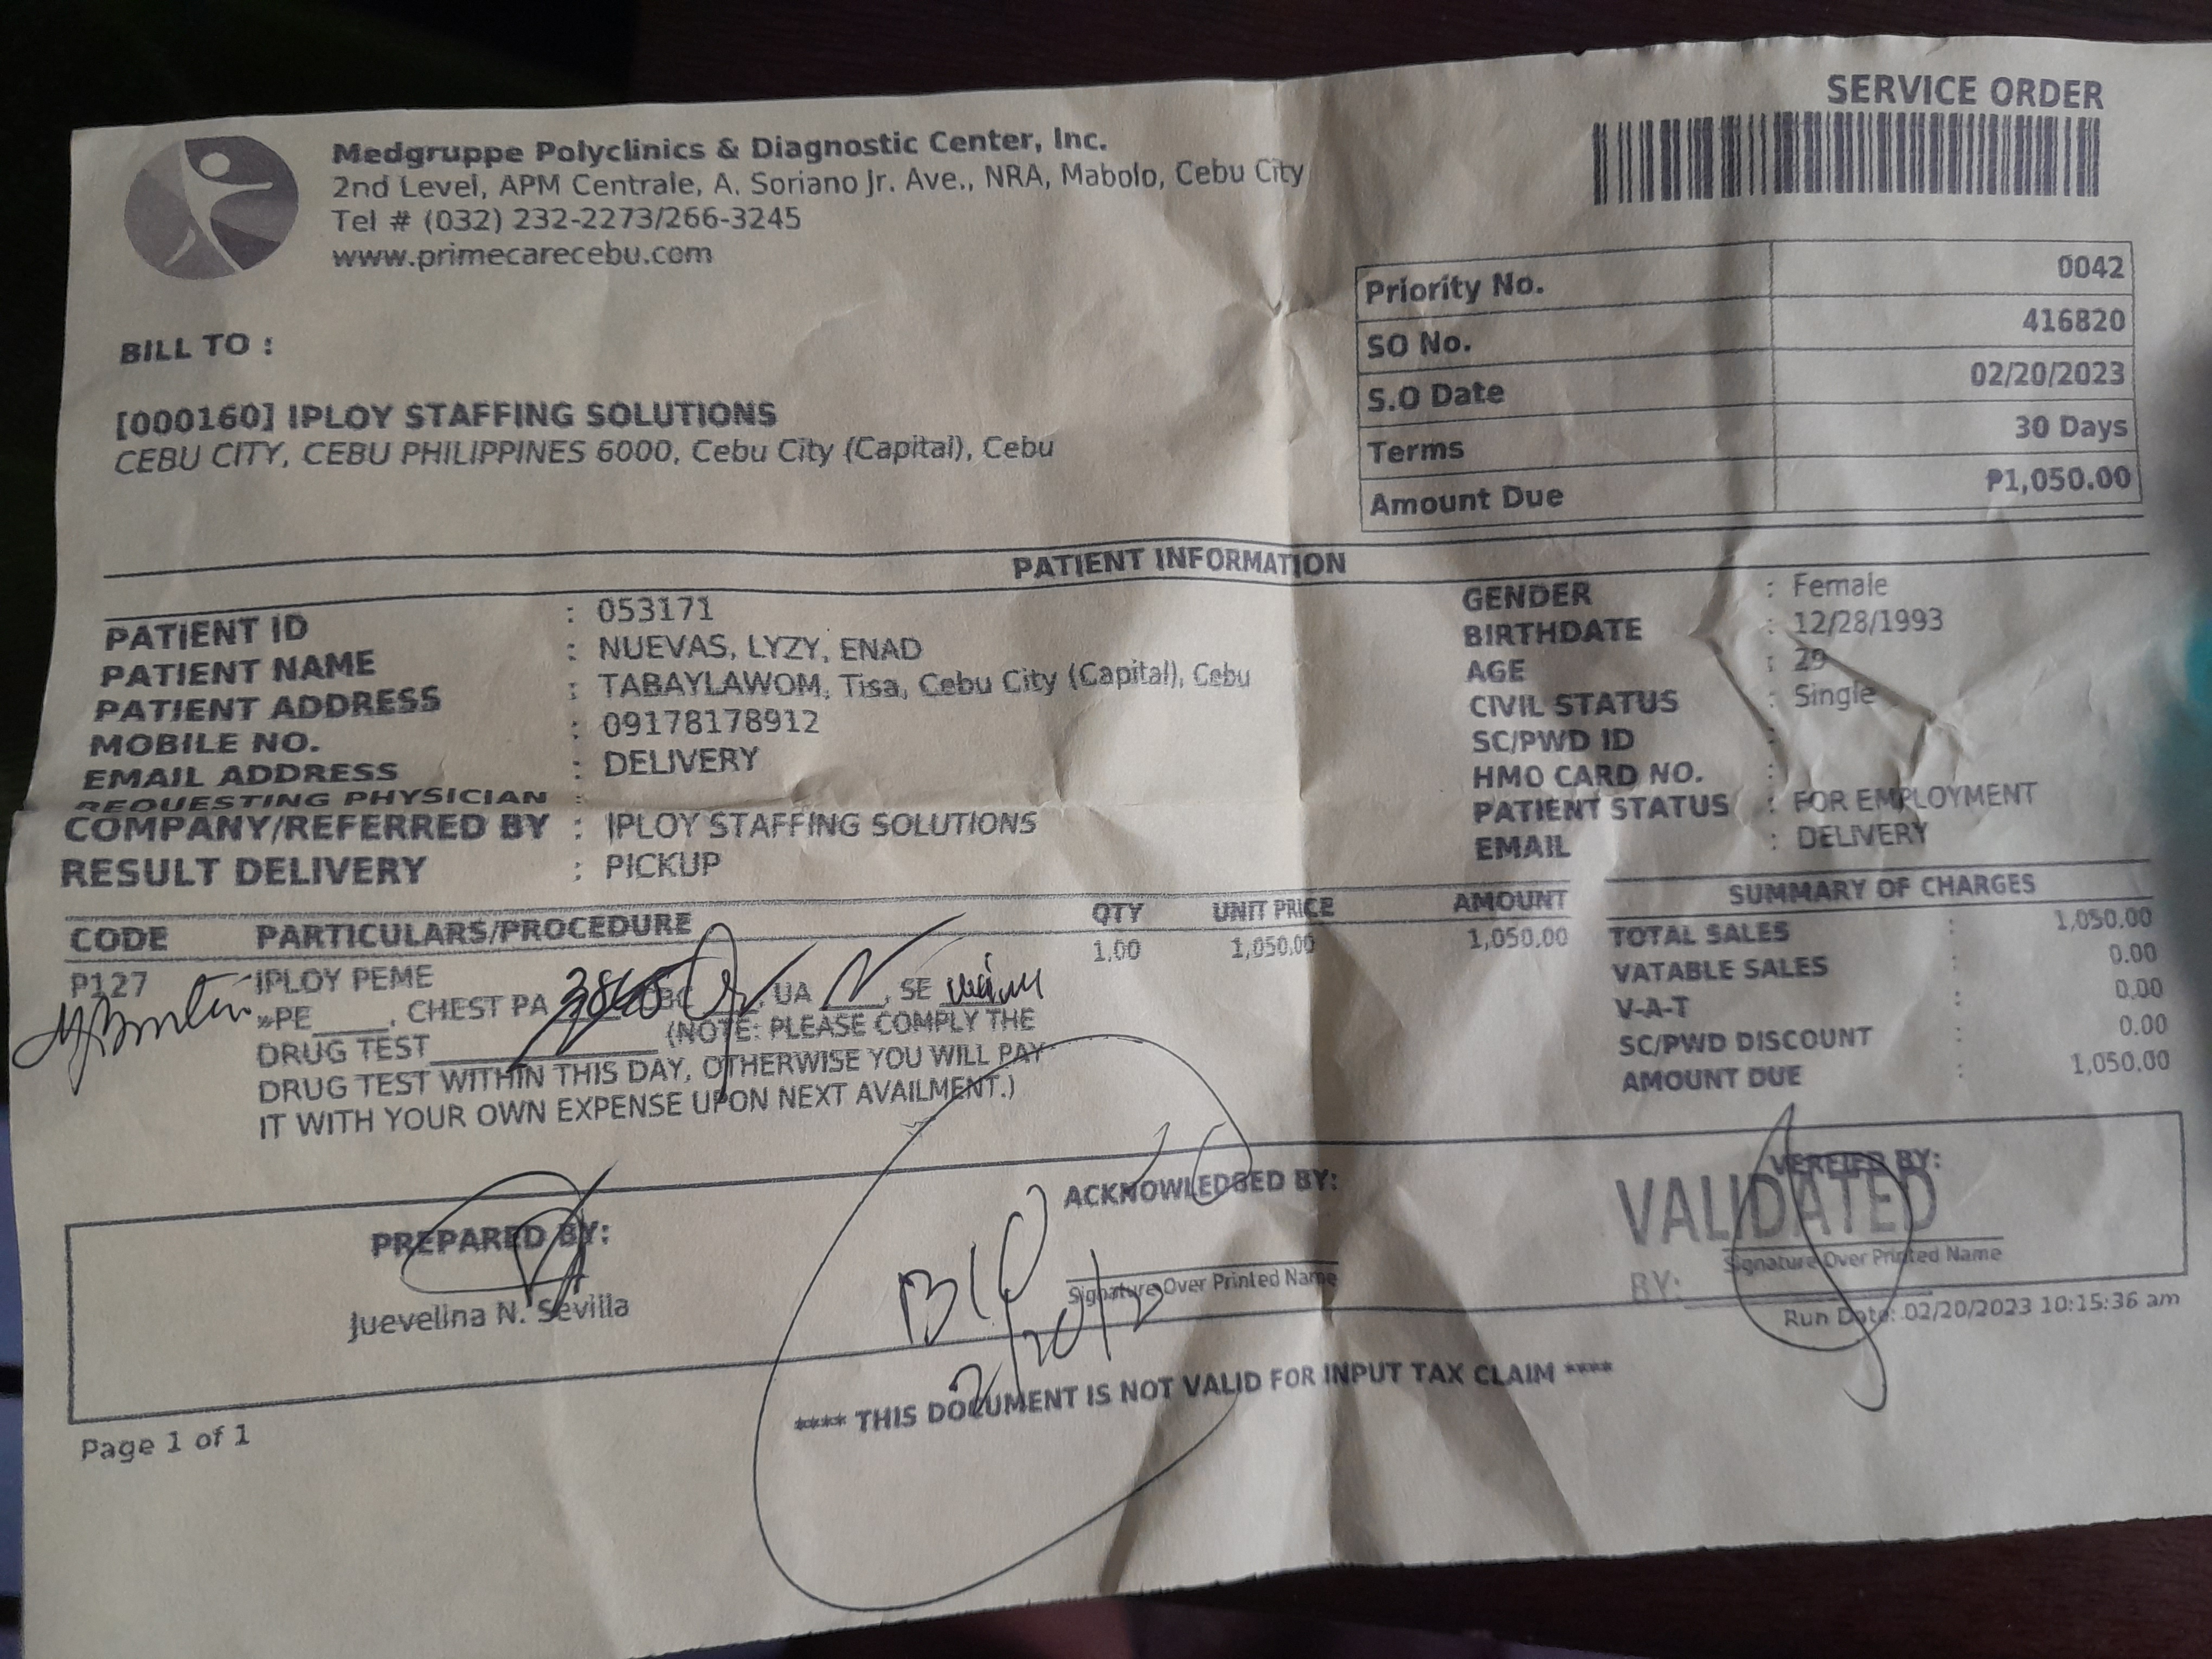 SERVICE ORDER
Medgruppe Polyclinics & Diagnostic Center, Inc.
2nd Level, APM Centrale, A. Soriano Jr. Ave., NRA, Mabolo, Cebu City
Tel # (032) 232-2273/266-3245
www.primecarecebu.com
Priority No. 0042
SO No. 416820
S.O Date 02/20/2023
Terms 30 Days
Amount Due ₱1,050.00
BILL TO :
[000160] IPLOY STAFFING SOLUTIONS
CEBU CITY, CEBU PHILIPPINES 6000, Cebu City (Capital), Cebu
PATIENT INFORMATION
PATIENT ID : 053171
PATIENT NAME : NUEVAS, LYZY, ENAD
PATIENT ADDRESS : TABAYLAWOM, Tisa, Cebu City (Capital), Cebu
MOBILE NO. : 09178178912
EMAIL ADDRESS : DELIVERY
REQUESTING PHYSICIAN :
COMPANY/REFERRED BY : IPLOY STAFFING SOLUTIONS
RESULT DELIVERY : PICKUP
GENDER : Female
BIRTHDATE : 12/28/1993
AGE : 29
CIVIL STATUS : Single
SC/PWD ID :
HMO CARD NO. :
PATIENT STATUS : FOR EMPLOYMENT
EMAIL : DELIVERY
CODE PARTICULARS/PROCEDURE QTY UNIT PRICE AMOUNT
P127 IPLOY PEME 1.00 1,050.00 1,050.00
»PE____, CHEST PA , UA ____, SE
DRUG TEST____ (NOTE: PLEASE COMPLY THE
DRUG TEST WITHIN THIS DAY, OTHERWISE YOU WILL PAY
IT WITH YOUR OWN EXPENSE UPON NEXT AVAILMENT.)
SUMMARY OF CHARGES
TOTAL SALES : 1,050.00
VATABLE SALES : 0.00
V-A-T : 0.00
SC/PWD DISCOUNT : 0.00
AMOUNT DUE : 1,050.00
PREPARED BY:
Juevelina N. Sevilla
ACKNOWLEDGED BY:
Signature Over Printed Name
VERFIED BY:
VALIDATED
Signature Over Printed Name
BY:
Run Date: 02/20/2023 10:15:36 am
**** THIS DOCUMENT IS NOT VALID FOR INPUT TAX CLAIM ****
Page 1 of 1